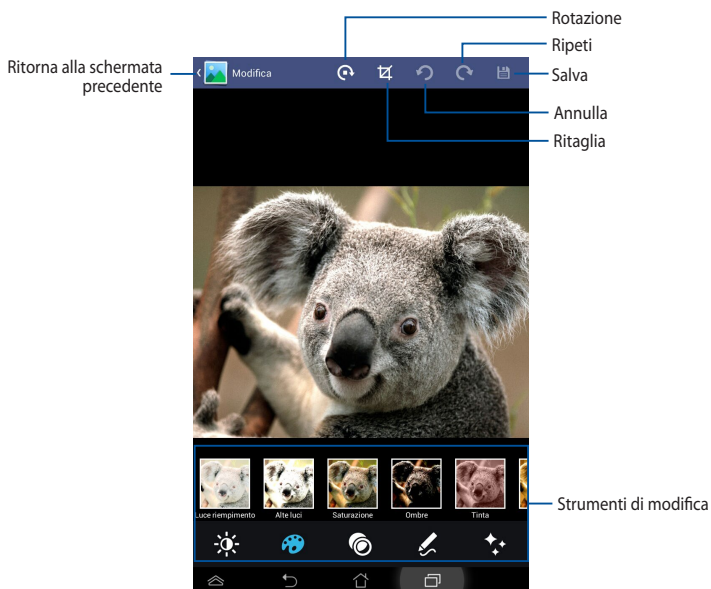 Rotazione
Ripeti
Ritorna alla schermata
precedente
Modifica
Salva
Annulla
Ritaglia
Luce riempimento
Alte luci
Saturazione
Ombre
Tinta
Strumenti di modifica